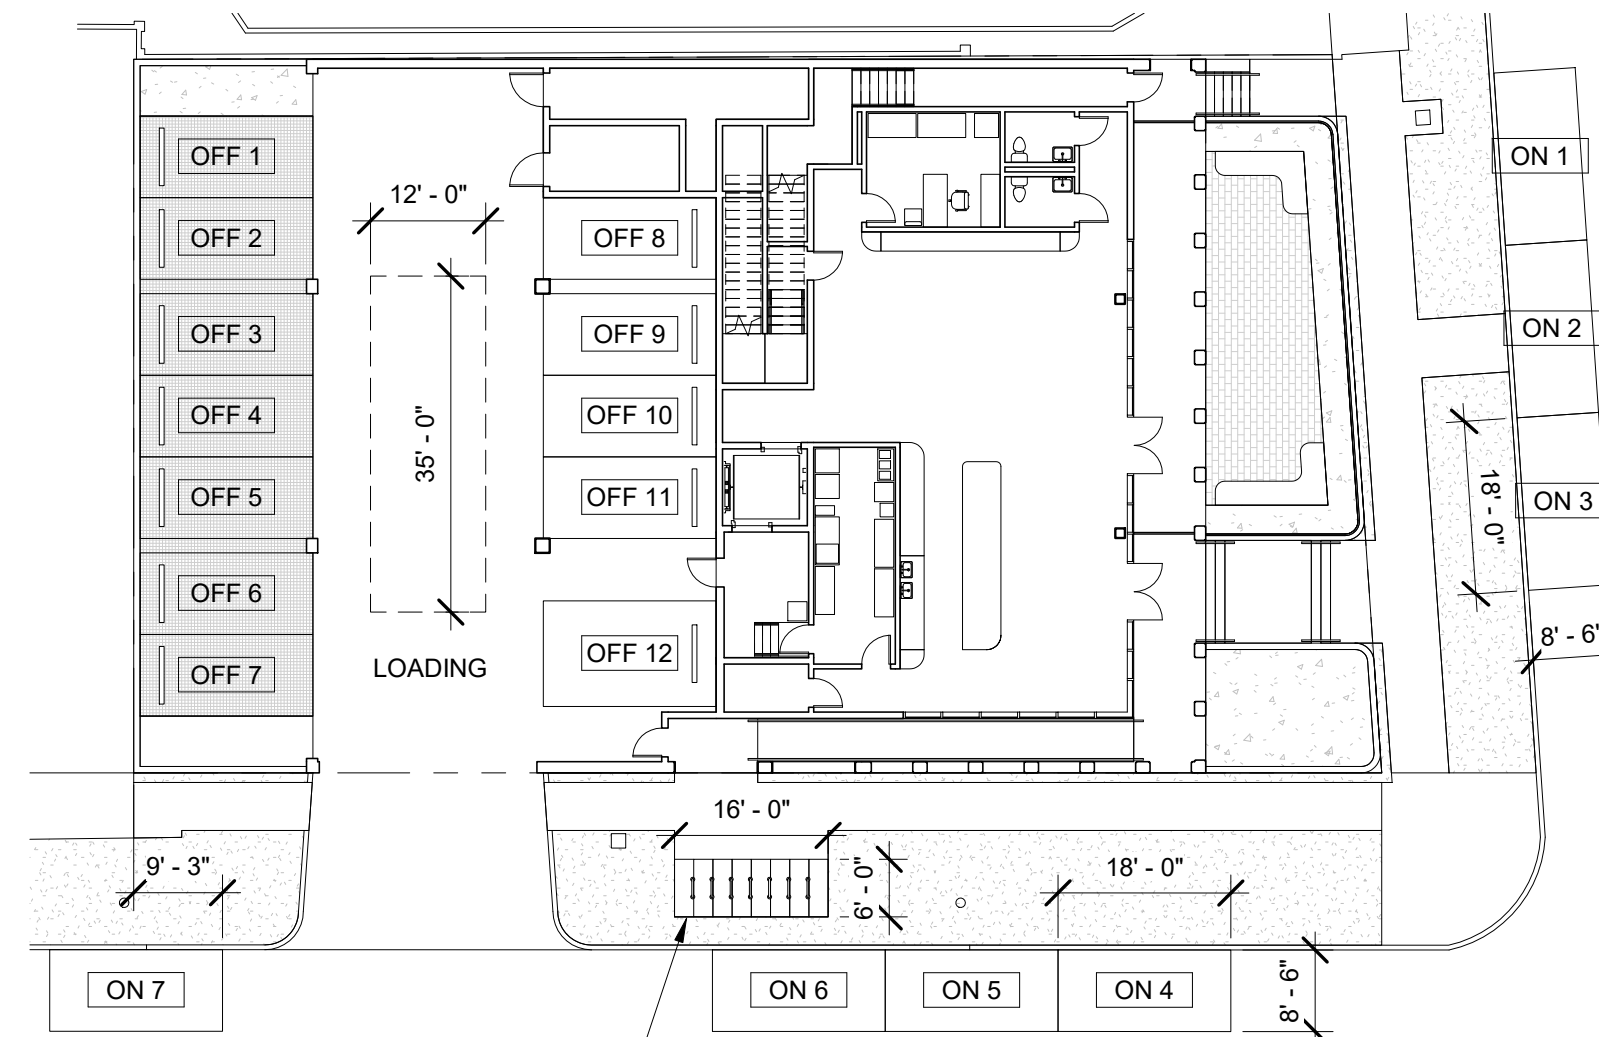 OFF 1
ON 1
12' - 0"
OFF 2
OFF 8
OFF 3
OFF 9
ON 2
OFF 4
35' - 0"
OFF 10
OFF 5
OFF 11
18' - 0"
ON 3
OFF 6
OFF 7
LOADING
OFF 12
8' - 6"
16' - 0"
9' - 3"
6' - 0"
18' - 0"
ON 7
ON 6
ON 5
ON 4
8' - 6"